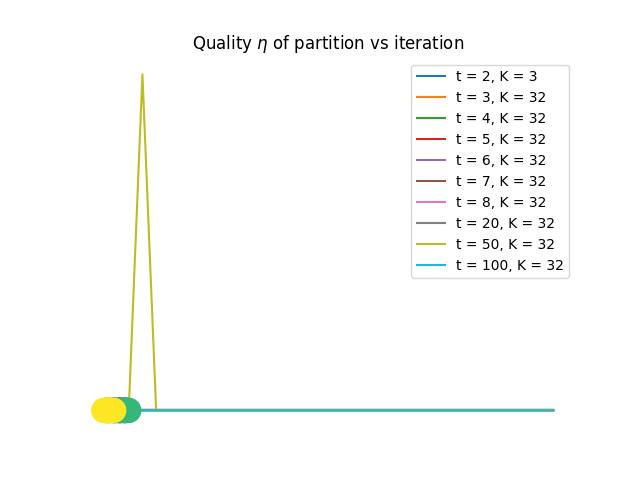 Quality η of partition vs iteration
t = 2, K = 3
t = 3, K = 32
t = 4, K = 32
t = 5, K = 32
t = 6, K = 32
t = 7, K = 32
t = 8, K = 32
t = 20, K = 32
t = 50, K = 32
t = 100, K = 32